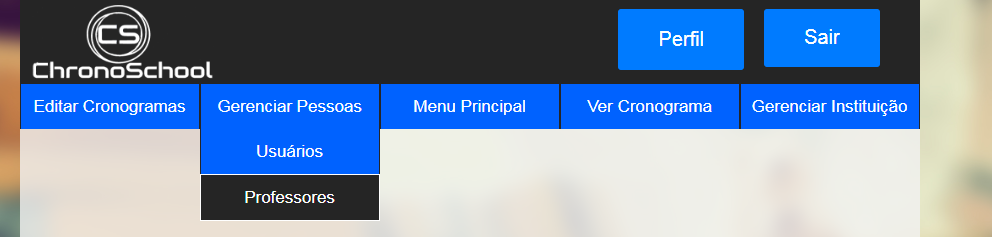 CS
ChronoSchool
Perfil
Sair
Editar Cronogramas
Gerenciar Pessoas
Menu Principal
Ver Cronograma
Gerenciar Instituição
Usuários
Professores